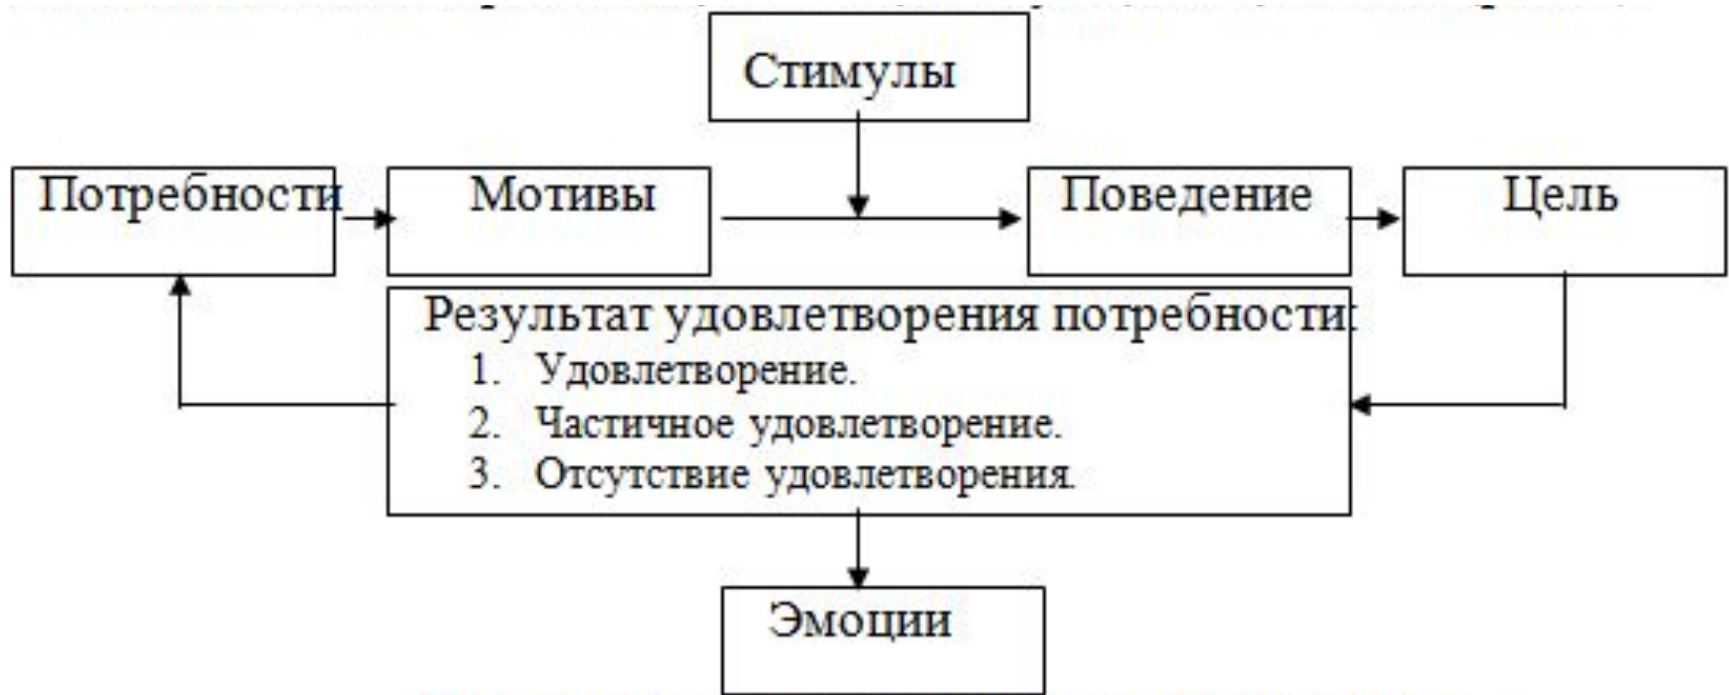 Стимулы
Потребности
Мотивы
Поведение
Цель
Результат удовлетворения потребности:
1. Удовлетворение.
2. Частичное удовлетворение.
3. Отсутствие удовлетворения.
Эмоции